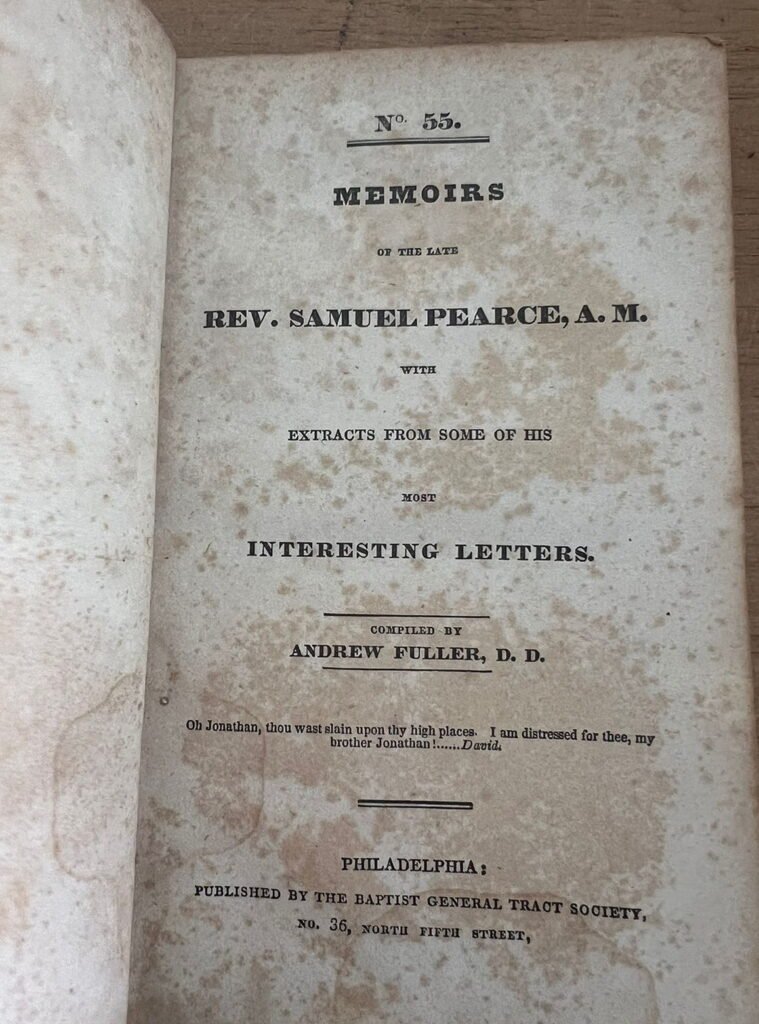 No. 55.
MEMOIRS
OF THE LATE
REV. SAMUEL PEARCE, A. M.
WITH
EXTRACTS FROM SOME OF HIS
MOST
INTERESTING LETTERS.
COMPILED BY
ANDREW FULLER, D. D.
Oh Jonathan, thou wast slain upon thy high places. I am distressed for thee, my
brother Jonathan!......David.
PHILADELPHIA:
PUBLISHED BY THE BAPTIST GENERAL TRACT SOCIETY,
NO. 36, NORTH FIFTH STREET,